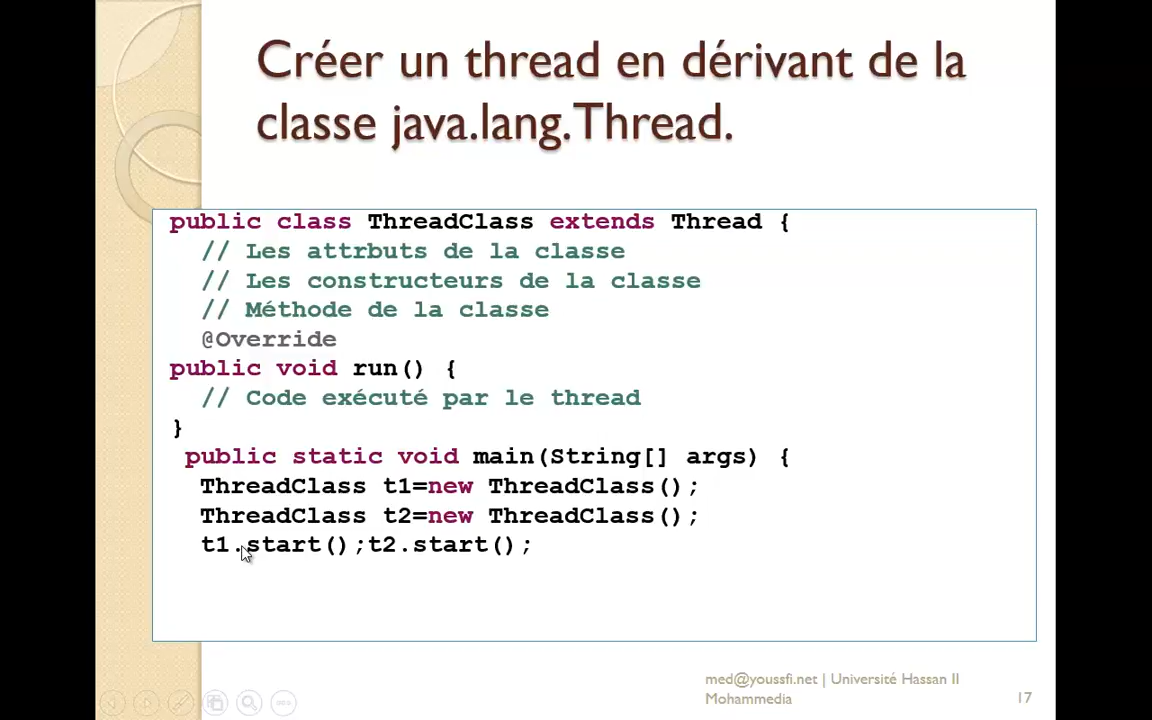 Créer un thread en dérivant de la
classe java.lang.Thread.
public class ThreadClass extends Thread {
// Les attrbuts de la classe
// Les constructeurs de la classe
// Méthode de la classe
@Override
public void run() {
// Code exécuté par le thread
}
public static void main(String[] args) {
ThreadClass t1=new ThreadClass();
ThreadClass t2=new ThreadClass();
t1.start();t2.start();
med@youssfi.net | Université Hassan II
Mohammedia
17